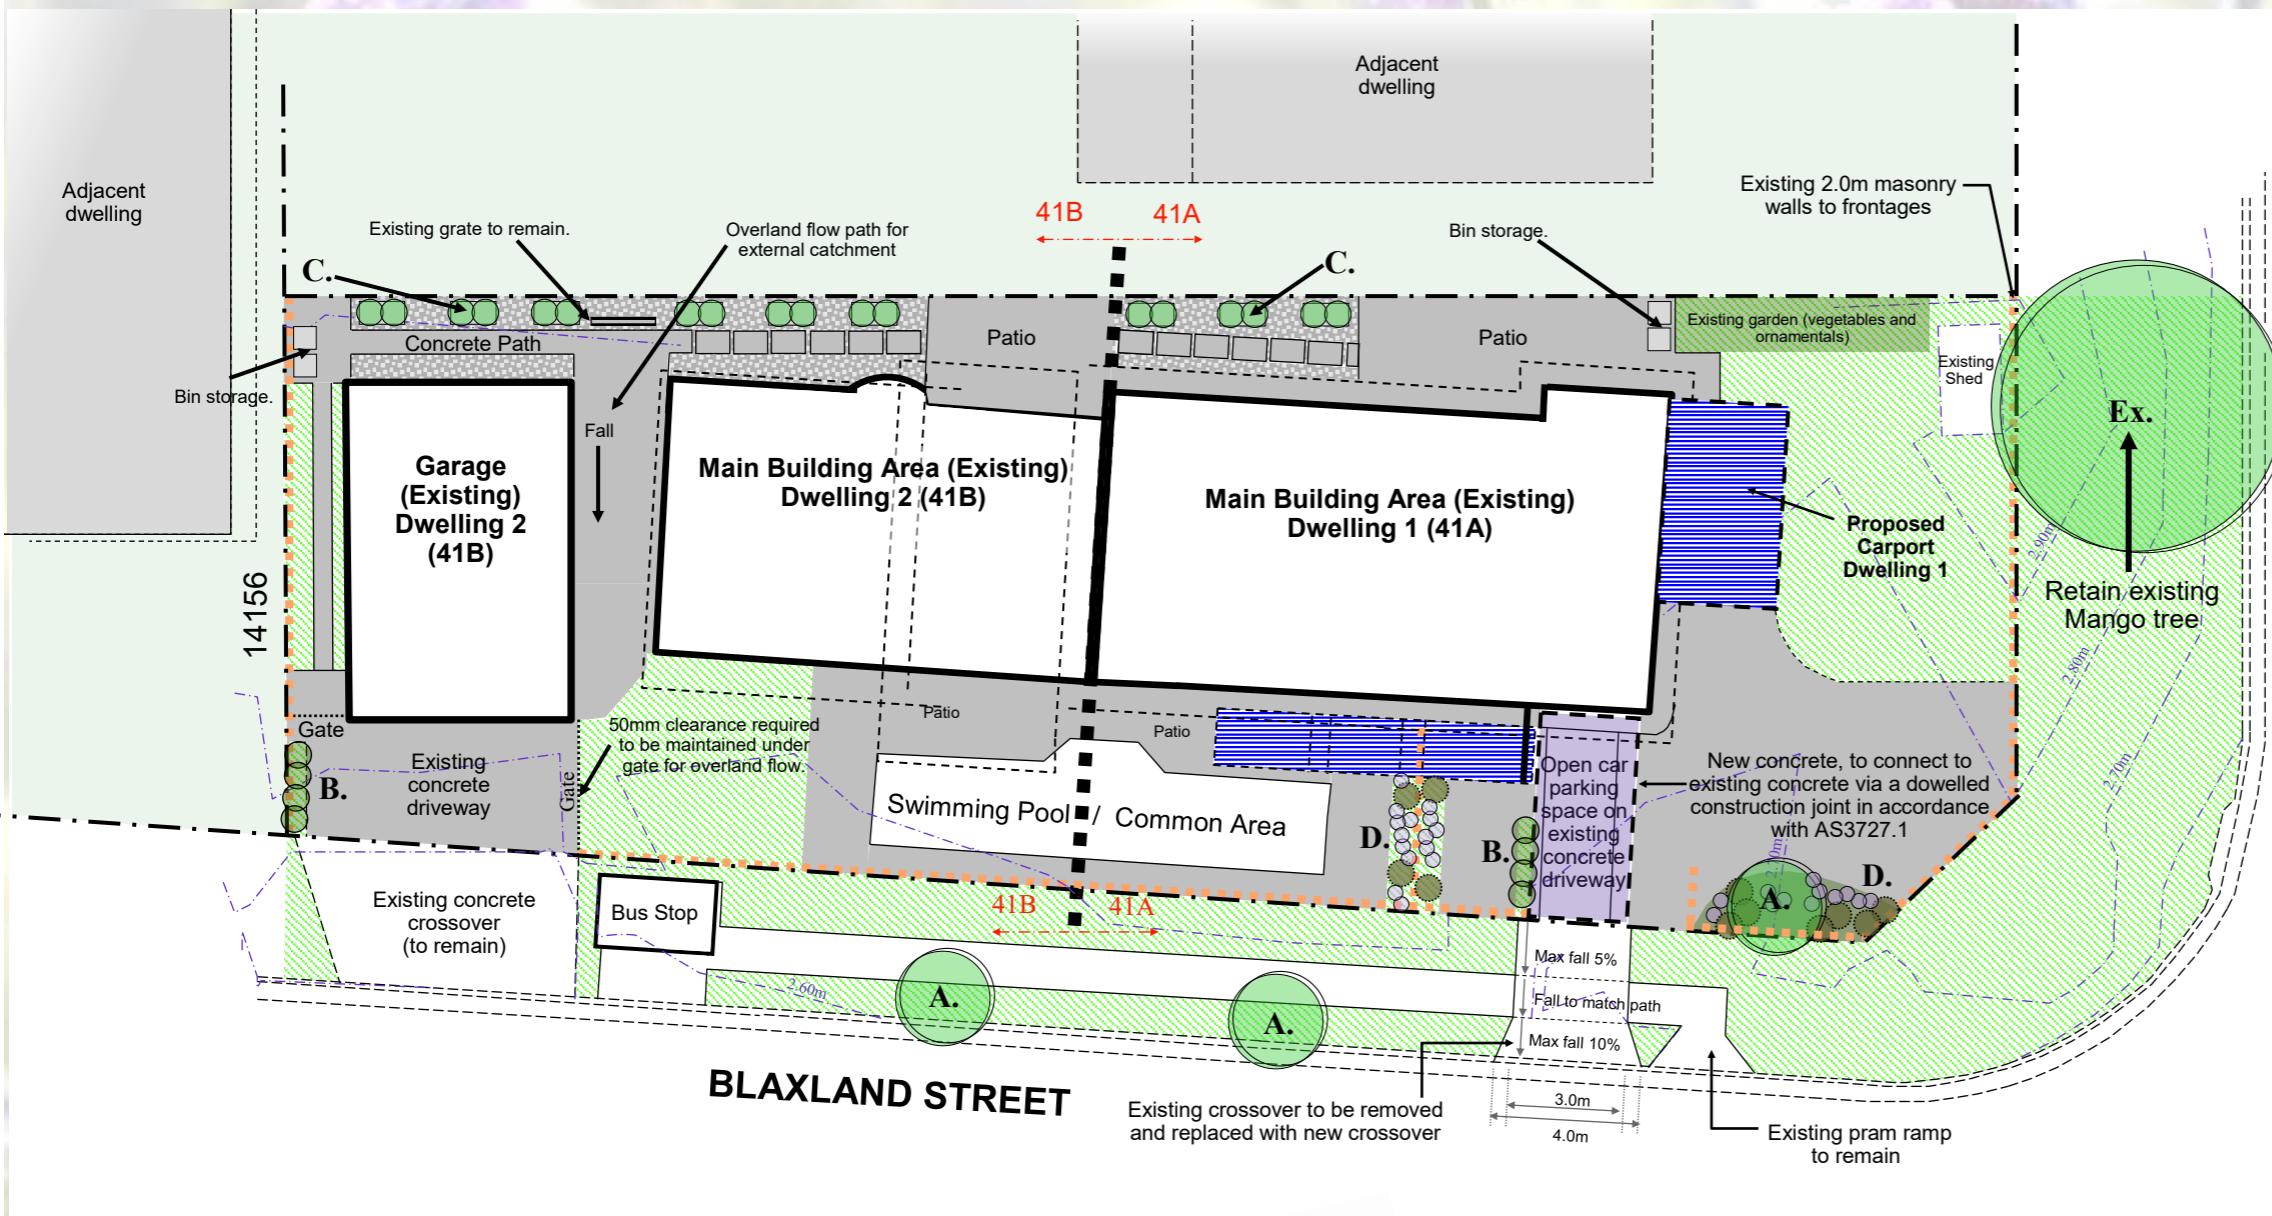 Adjacent
dwelling
Adjacent
dwelling
Existing 2.0m masonry
walls to frontages
41B
41A
Existing grate to remain.
Overland flow path for
external catchment
Bin storage.
C.
C.
Concrete Path
Patio
Patio
Existing garden (vegetables and
ornamentals)
Existing
Shed
Bin storage.
Fall
Ex.
Garage
(Existing)
Dwelling 2
(41B)
Main Building Area (Existing)
Dwelling 2 (41B)
Main Building Area (Existing)
Dwelling 1 (41A)
Proposed
Carport
Dwelling 1
2.90m
Retain existing
Mango tree
14156
2.80m
Gate
Patio
Patio
50mm clearance required
to be maintained under
gate for overland flow.
Existing
concrete
driveway
Gate
B.
Swimming Pool / Common Area
Open car
parking
space on
existing
concrete
driveway
New concrete, to connect to
existing concrete via a dowelled
construction joint in accordance
with AS3727.1
2.70m
D.
B.
D.
A.
Existing concrete
crossover
(to remain)
Bus Stop
41B
41A
Max fall 5%
2.60m
A.
A.
Fall to match path
Max fall 10%
BLAXLAND STREET
Existing crossover to be removed
and replaced with new crossover
3.0m
4.0m
Existing pram ramp
to remain